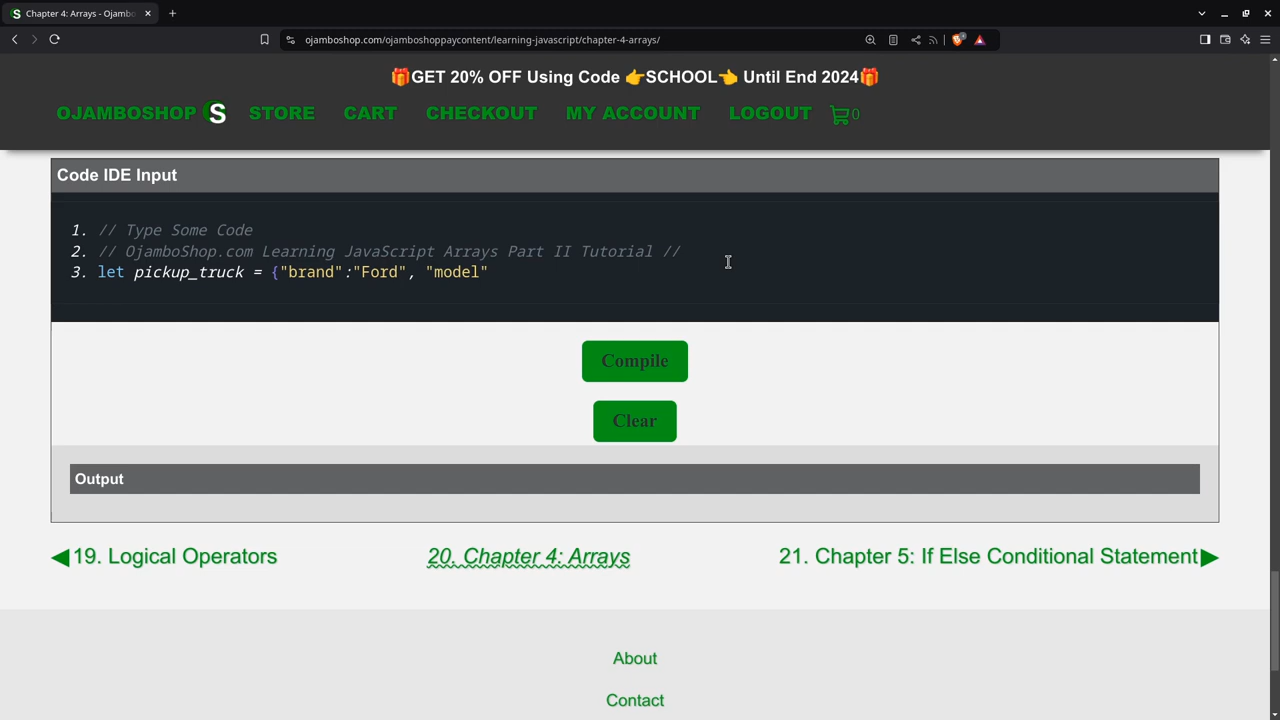 Chapter 4: Arrays - Ojambo
ojamboshop.com/ojamboshoppaycontent/learning-javascript/chapter-4-arrays/
🎁GET 20% OFF Using Code 👉SCHOOL👈 Until End 2024🎁
OJAMBOSHOP S STORE CART CHECKOUT MY ACCOUNT LOGOUT 0
Code IDE Input
1. // Type Some Code
2. // OjamboShop.com Learning JavaScript Arrays Part II Tutorial //
3. let pickup_truck = {"brand":"Ford", "model"
Compile
Clear
Output
◀19. Logical Operators 20. Chapter 4: Arrays 21. Chapter 5: If Else Conditional Statement▶
About
Contact